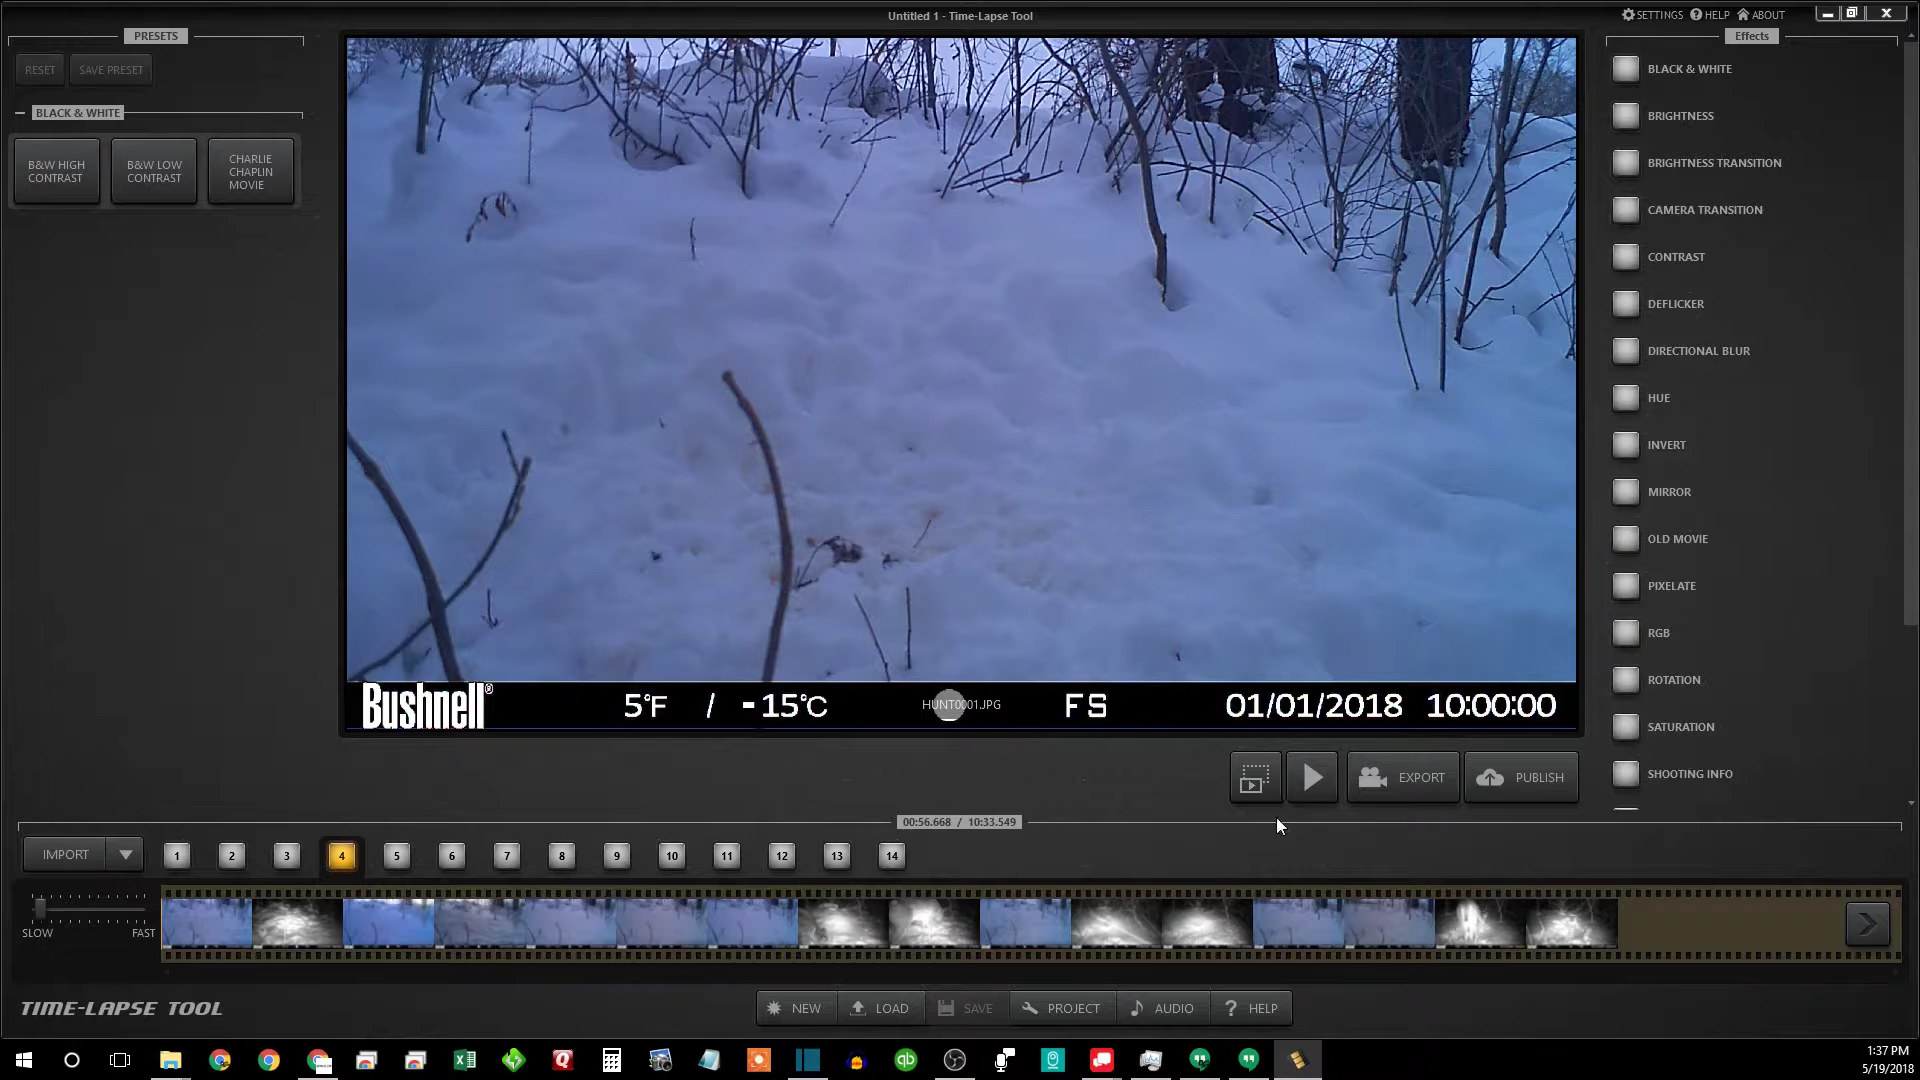 Untitled 1 - Time-Lapse Tool
SETTINGS HELP ABOUT
PRESETS
RESET SAVE PRESET
BLACK & WHITE
B&W HIGH CONTRAST
B&W LOW CONTRAST
CHARLIE CHAPLIN MOVIE
Bushnell® 5°F / -15°C HUNT0001.JPG FS 01/01/2018 10:00:00
Effects
BLACK & WHITE
BRIGHTNESS
BRIGHTNESS TRANSITION
CAMERA TRANSITION
CONTRAST
DEFLICKER
DIRECTIONAL BLUR
HUE
INVERT
MIRROR
OLD MOVIE
PIXELATE
RGB
ROTATION
SATURATION
SHOOTING INFO
EXPORT PUBLISH
00:56.668 / 10:33.549
IMPORT 1 2 3 4 5 6 7 8 9 10 11 12 13 14
SLOW FAST
TIME-LAPSE TOOL
NEW LOAD SAVE PROJECT AUDIO HELP
1:37 PM
5/19/2018